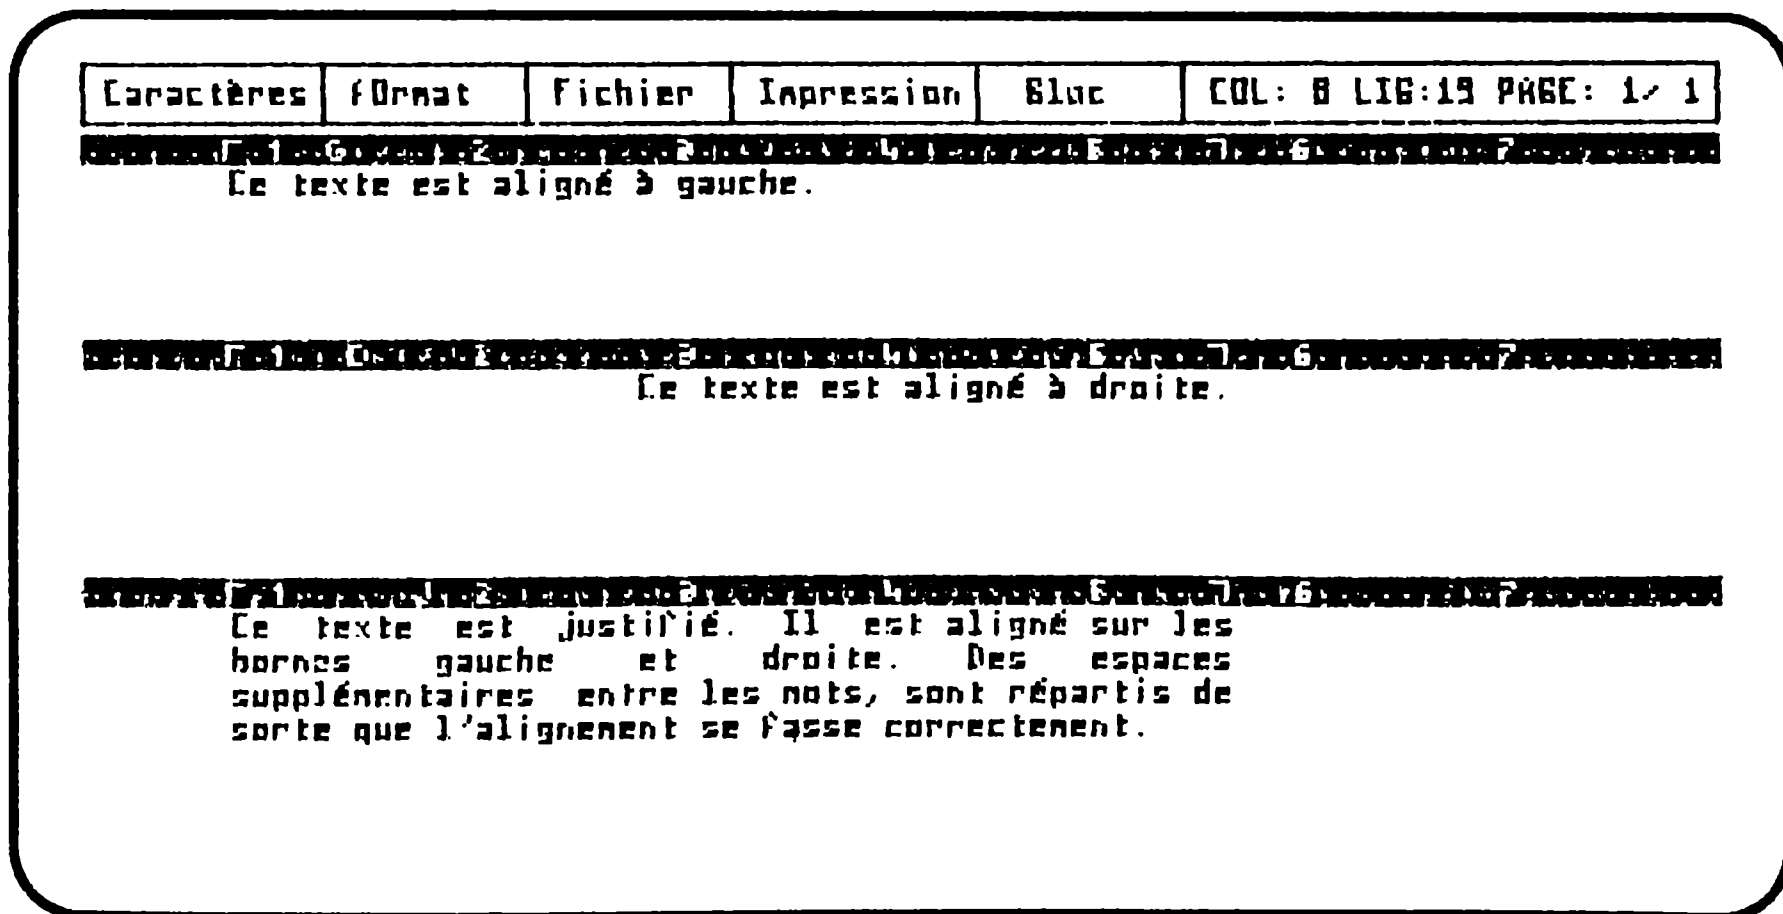 Caractères fOrmat Fichier Impression Bloc COL: 8 LIG:19 PAGE: 1/ 1
Ce texte est aligné à gauche.
Ce texte est aligné à droite.
Ce texte est justifié. Il est aligné sur les
bornes gauche et droite. Des espaces
supplémentaires entre les mots, sont répartis de
sorte que l'alignement se fasse correctement.